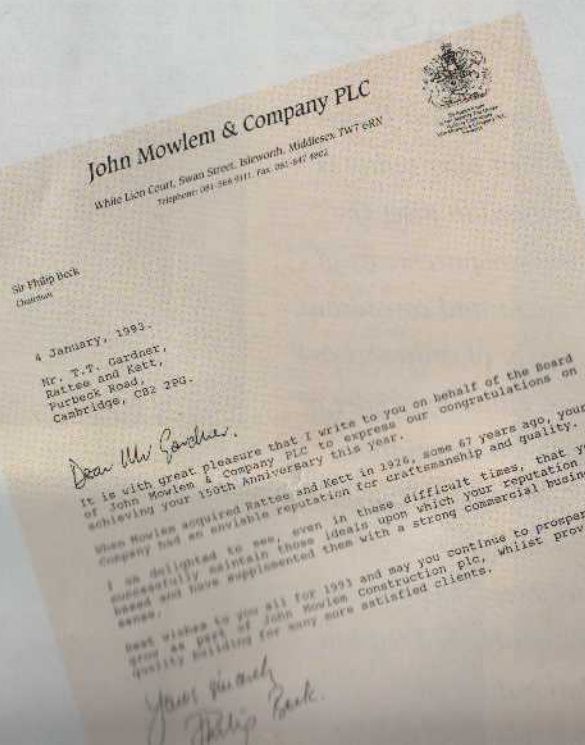 John Mowlem & Company PLC
White Lion Court, Swan Street, Isleworth, Middlesex TW7 6RN
Telephone: 081-568 9111. Fax: 081-847 4802
Sir Philip Beck
Chairman
4 January, 1993.
Mr. T.T. Gardner,
Rattee and Kett,
Purbeck Road,
Cambridge, CB2 2PG.
Dear Mr Gardner,
It is with great pleasure that I write to you on behalf of the Board
of John Mowlem & Company PLC to express our congratulations on
achieving your 150th Anniversary this year.
When Mowlem acquired Rattee and Kett in 1926, some 67 years ago, your
Company had an enviable reputation for craftsmanship and quality.
I am delighted to see, even in these difficult times, that y
successfully maintain those ideals upon which your reputation
based and have supplemented them with a strong commercial busin
sense.
Best wishes to you all for 1993 and may you continue to prosper
grow as part of John Mowlem Construction plc, whilst prov
quality building for many more satisfied clients.
Yours sincerely
Philip Beck.